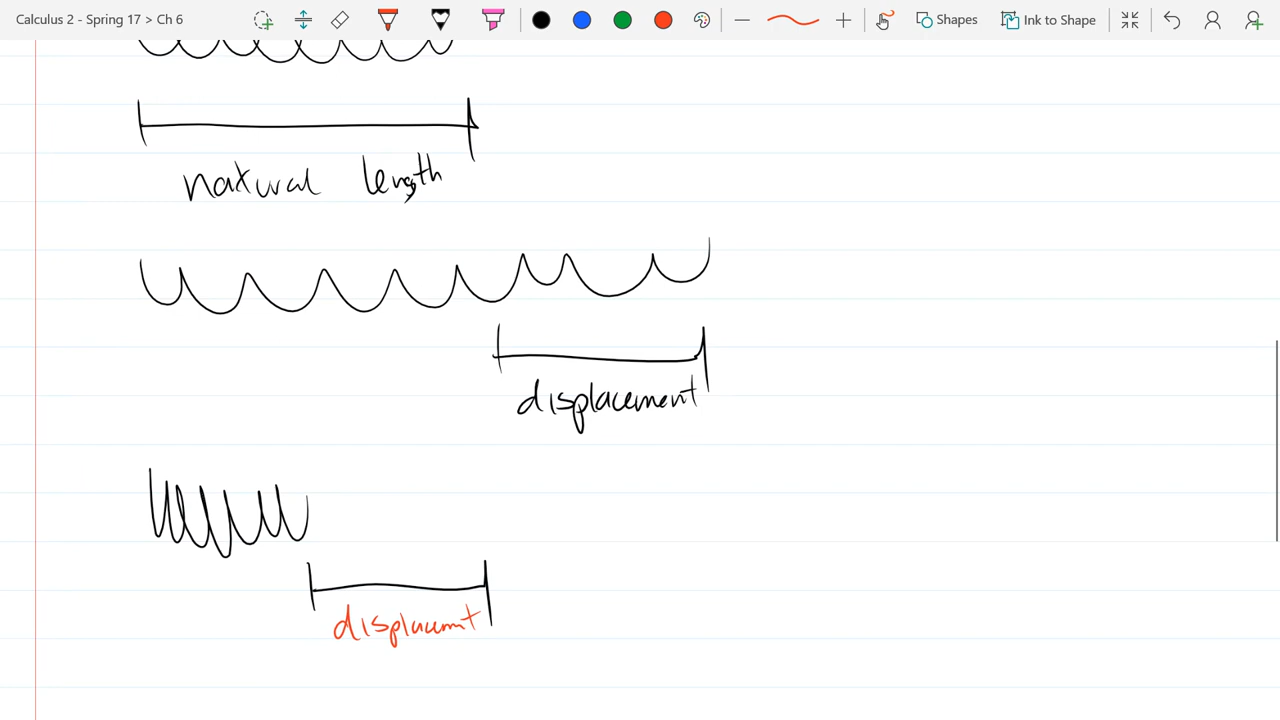 Calculus 2 - Spring 17 > Ch 6
Shapes
Ink to Shape
natural length
displacement
displacemt